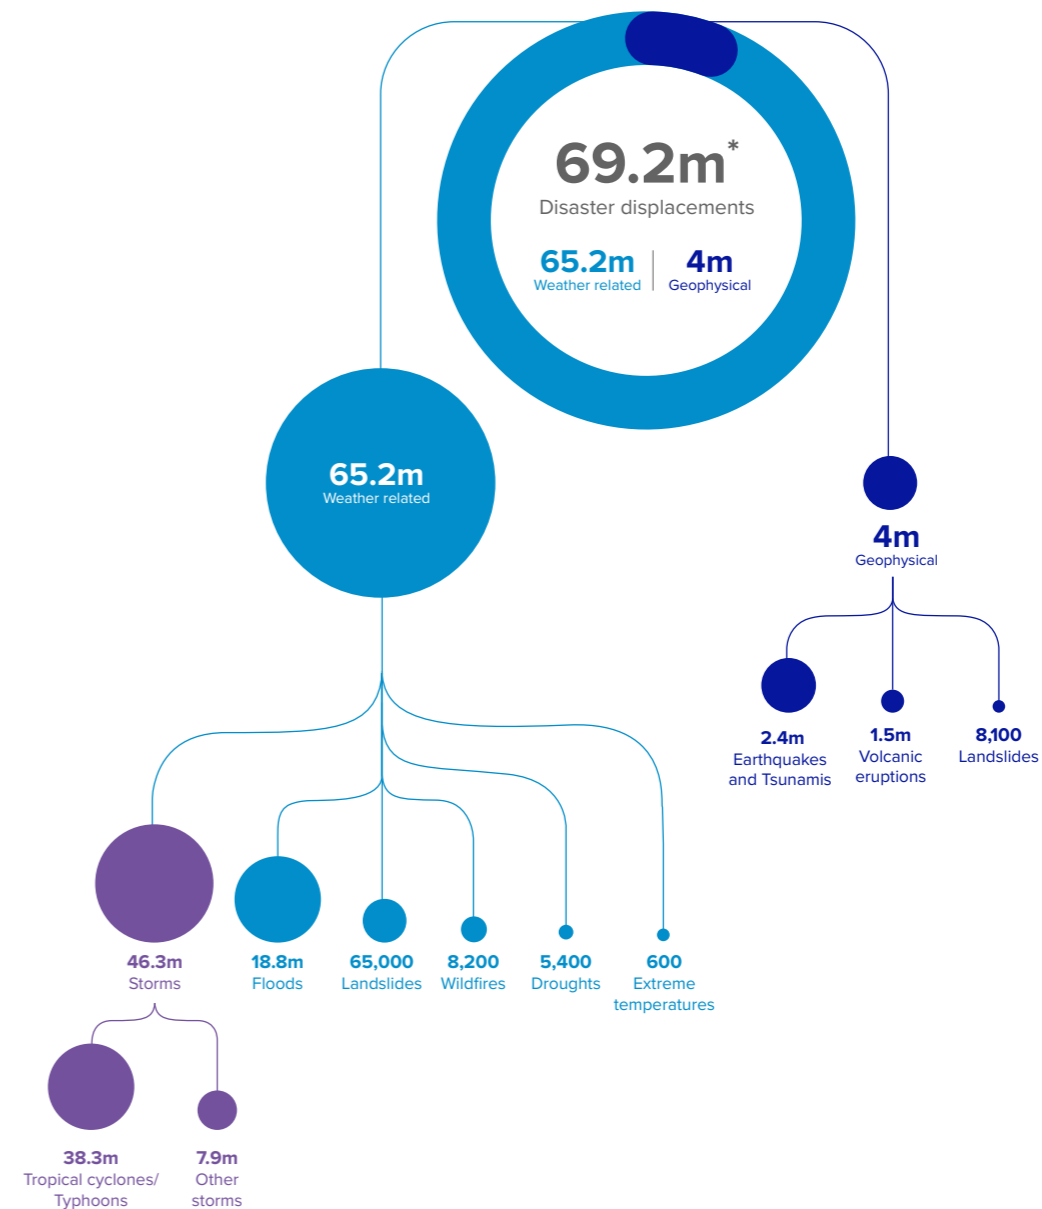 69.2m*
Disaster displacements
65.2m
Weather related
4m
Geophysical
65.2m
Weather related
4m
Geophysical
2.4m
Earthquakes
and Tsunamis
1.5m
Volcanic
eruptions
8,100
Landslides
46.3m
Storms
18.8m
Floods
65,000
Landslides
8,200
Wildfires
5,400
Droughts
600
Extreme
temperatures
38.3m
Tropical cyclones/
Typhoons
7.9m
Other
storms